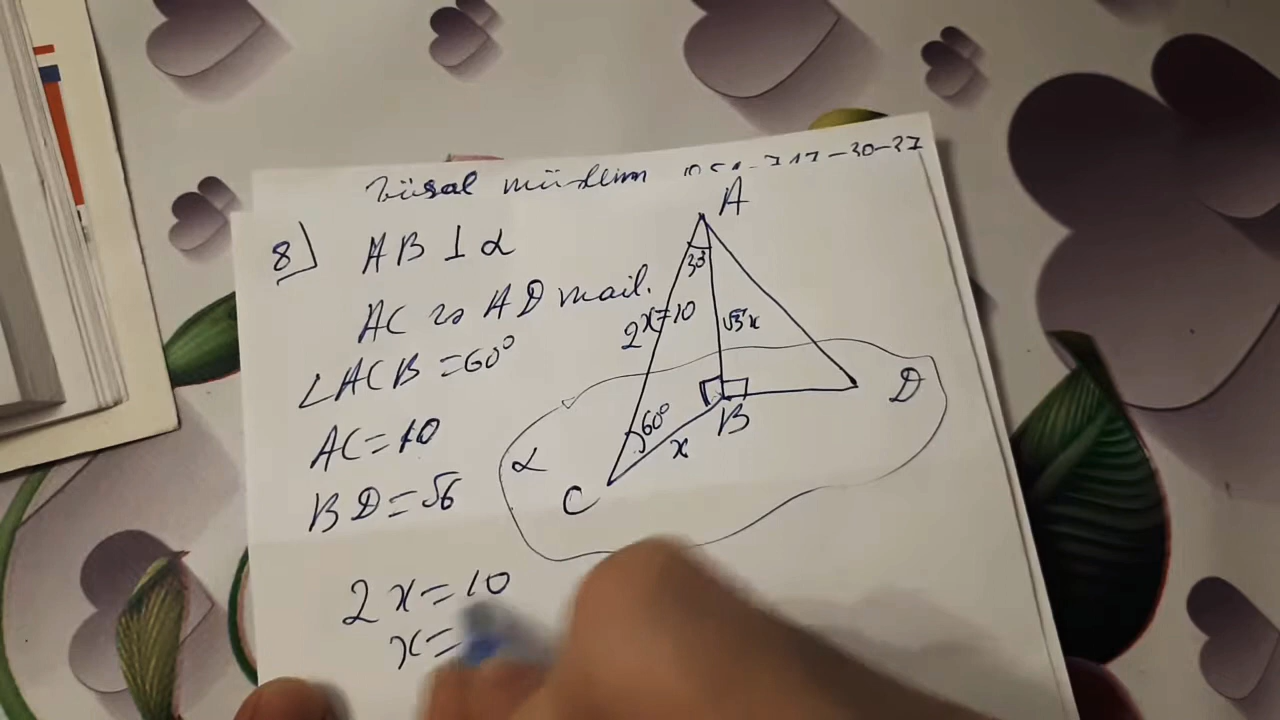 müəllim
8) AB ⊥ α
AC və AD mail.
∠ACB = 60°
AC = 10
BD = √6
2x = 10
x =
A
30
2x=10
√3x
60°
x
B
D
α
C